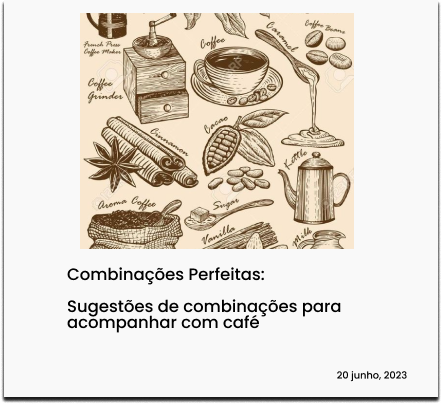 French Press
Coffee Maker
Coffee
Caramel
Coffee Beans
Coffee
Grinder
Cinnamon
Cacao
Kettle
Aroma Coffee
Sugar
Vanilla
Milk
Combinações Perfeitas:
Sugestões de combinações para
acompanhar com café
20 junho, 2023